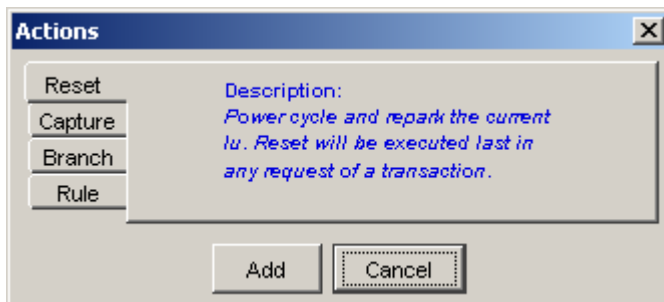 Actions
Reset
Capture
Branch
Rule
Description:
Power cycle and repark the current
lu. Reset will be executed last in
any request of a transaction.
Add
Cancel